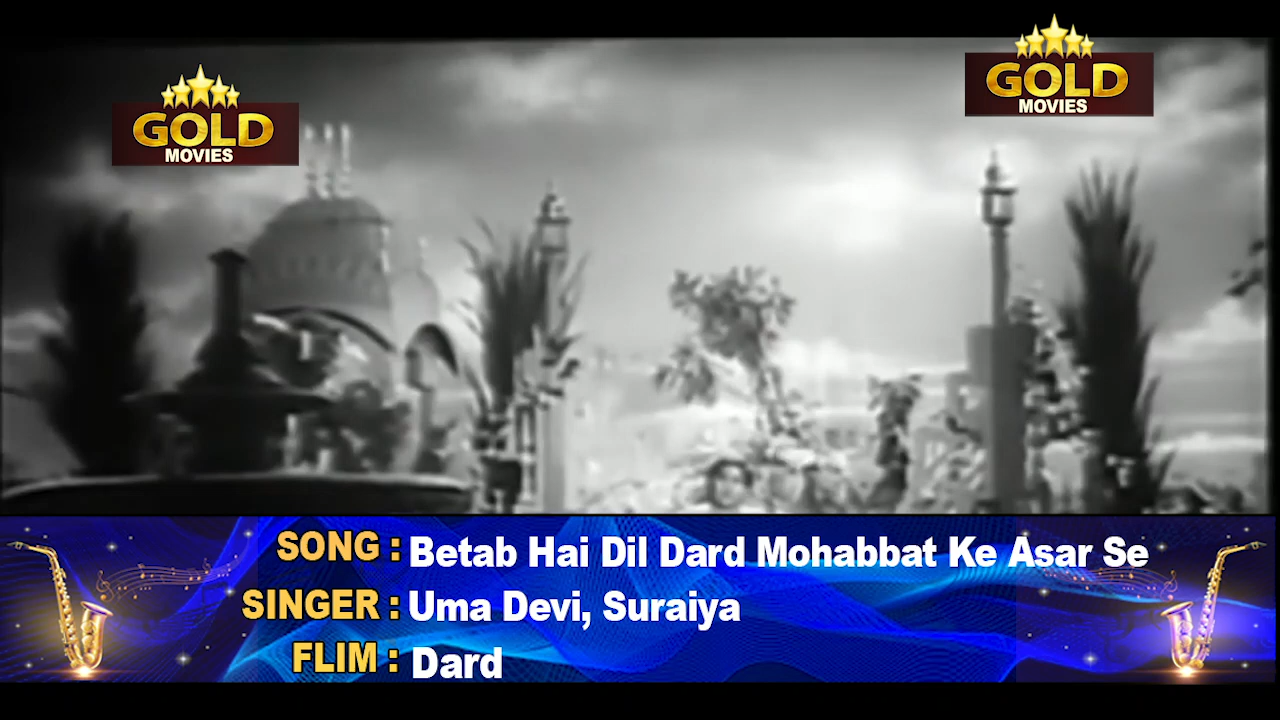 GOLD
MOVIES
GOLD
MOVIES
SONG : Betab Hai Dil Dard Mohabbat Ke Asar Se
SINGER : Uma Devi, Suraiya
FLIM : Dard